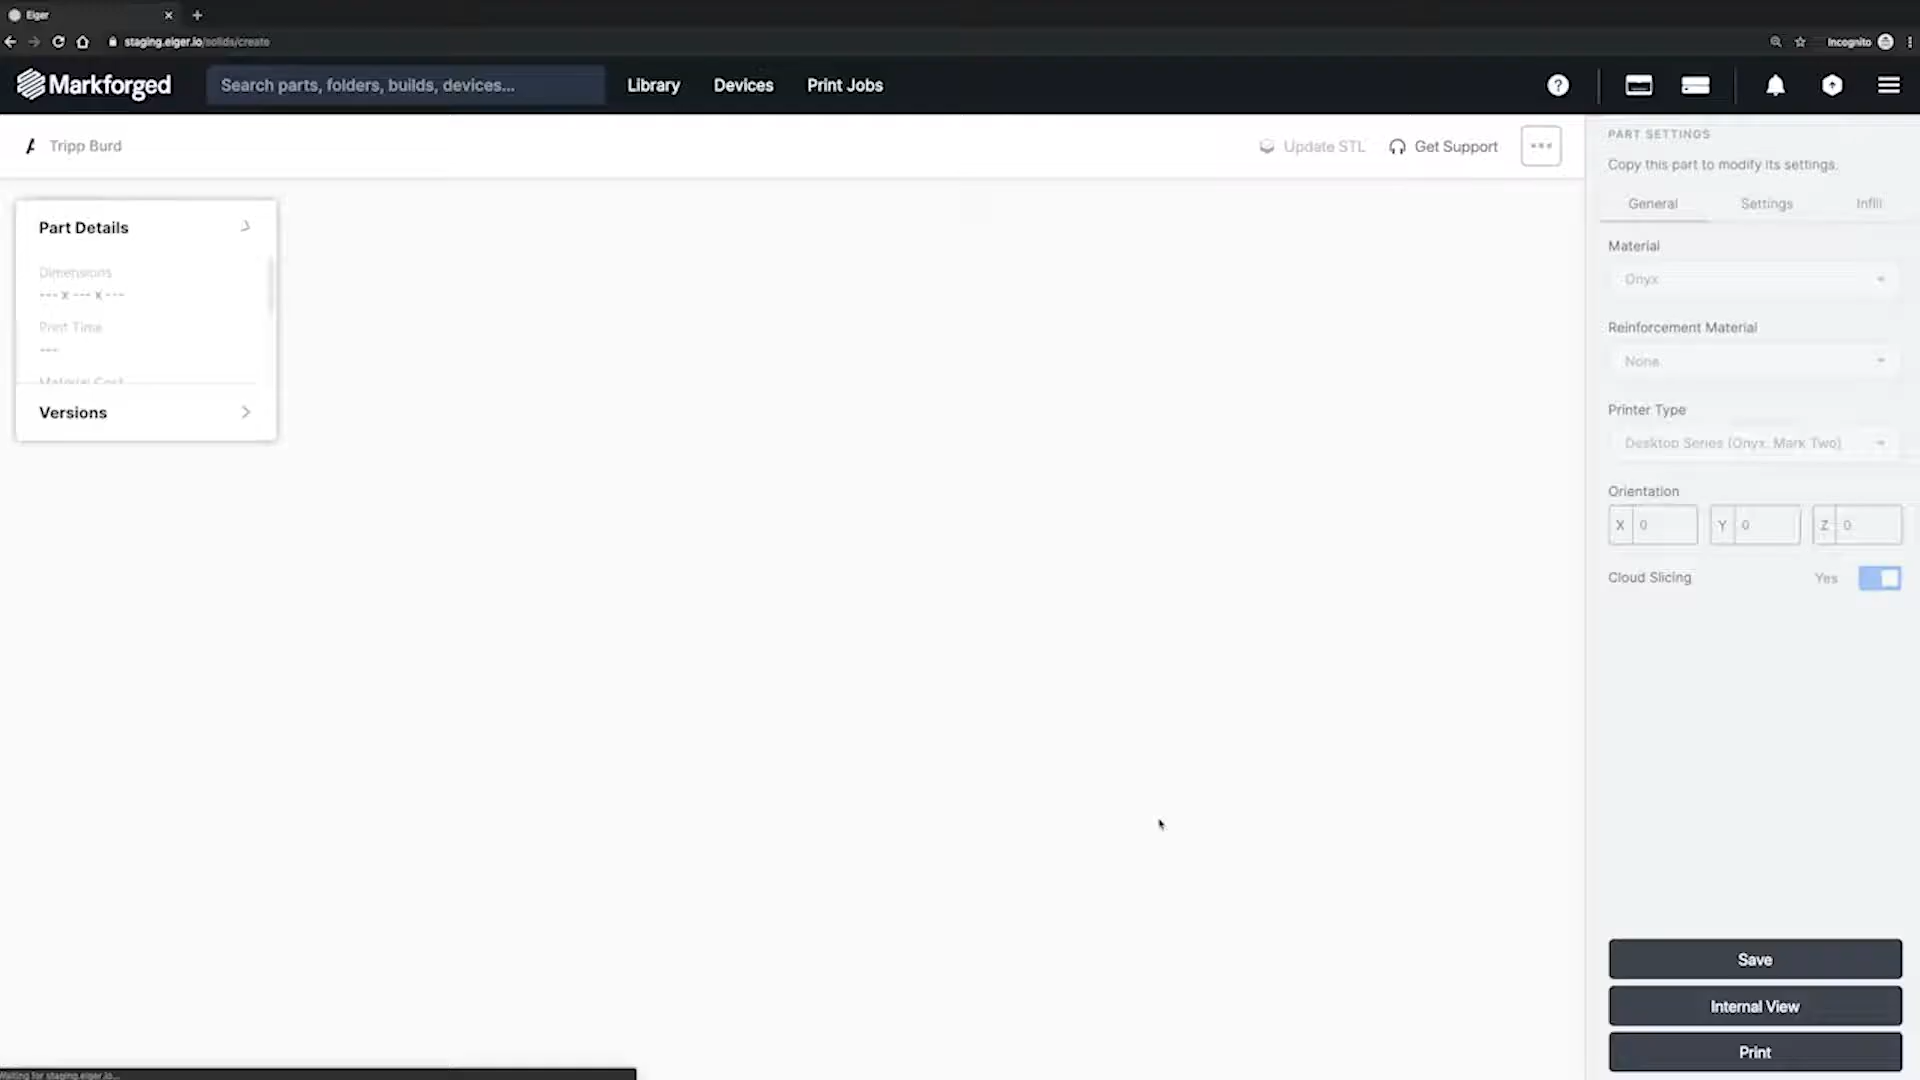 Eiger
staging.eiger.io/solids/create
Incognito
Markforged
Search parts, folders, builds, devices...
Library
Devices
Print Jobs
Tripp Burd
Update STL
Get Support
Part Details
Dimensions
--- x --- x ---
Print Time
---
Material Cost
Versions
PART SETTINGS
Copy this part to modify its settings.
General
Settings
Infill
Material
Onyx
Reinforcement Material
None
Printer Type
Desktop Series (Onyx, Mark Two)
Orientation
X 0
Y 0
Z 0
Cloud Slicing
Yes
Save
Internal View
Print
Waiting for staging.eiger.io...